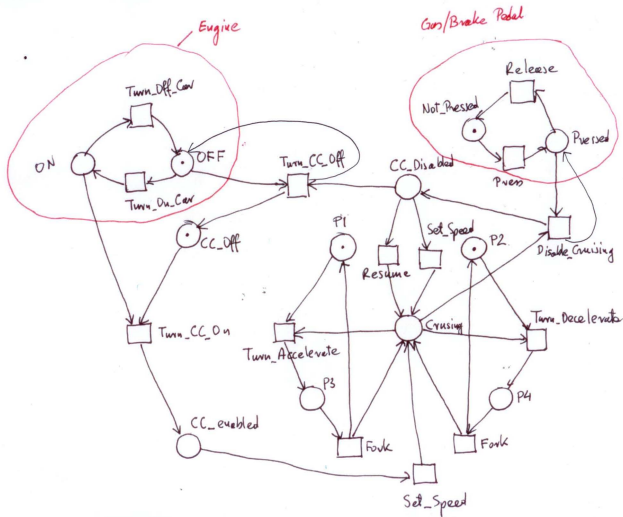 Engine
Gas/Brake Pedal
Turn_Off_Car
Release
Not_Pressed
Pressed
ON
OFF
Turn_CC_Off
CC_Disabled
Turn_On_Car
Press
P1
Set_Speed
CC_Off
P2
Disable_Cruising
Resume
Turn_CC_On
Crusing
Turn_Decelerate
Turn_Accelerate
P3
P4
CC_enabled
Fork
Fork
Set_Speed